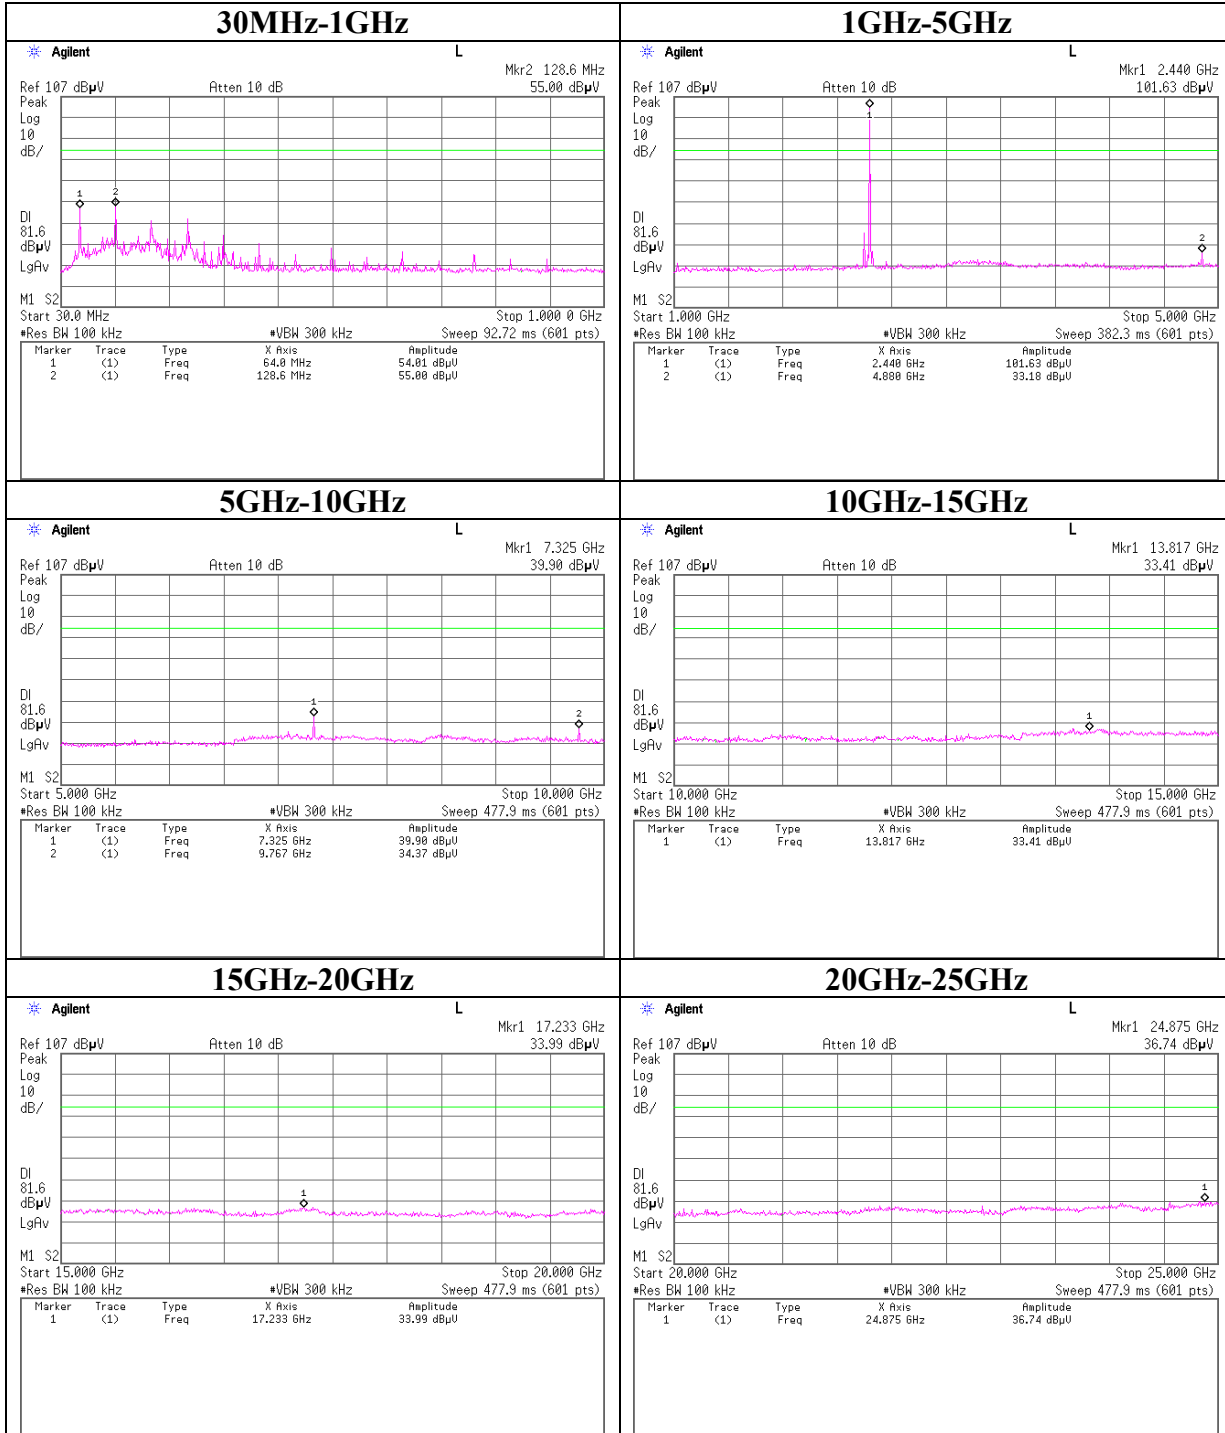 30MHz-1GHz
Agilent L
Mkr2 128.6 MHz
Ref 107 dBµV Atten 10 dB 55.00 dBµV
Peak
Log
10
dB/
1 2
DI
81.6
dBµV
LgAv
M1 S2
Start 30.0 MHz Stop 1.000 0 GHz
#Res BW 100 kHz #VBW 300 kHz Sweep 92.72 ms (601 pts)
Marker Trace Type X Axis Amplitude
1 (1) Freq 64.0 MHz 54.01 dBµV
2 (1) Freq 128.6 MHz 55.00 dBµV
1GHz-5GHz
Agilent L
Mkr1 2.440 GHz
Ref 107 dBµV Atten 10 dB 101.63 dBµV
Peak
Log
10
dB/
1
DI
81.6
dBµV
2
LgAv
M1 S2
Start 1.000 GHz Stop 5.000 GHz
#Res BW 100 kHz #VBW 300 kHz Sweep 382.3 ms (601 pts)
Marker Trace Type X Axis Amplitude
1 (1) Freq 2.440 GHz 101.63 dBµV
2 (1) Freq 4.880 GHz 33.18 dBµV
5GHz-10GHz
Agilent L
Mkr1 7.325 GHz
Ref 107 dBµV Atten 10 dB 39.90 dBµV
Peak
Log
10
dB/
DI
1
81.6
2
dBµV
LgAv
M1 S2
Start 5.000 GHz Stop 10.000 GHz
#Res BW 100 kHz #VBW 300 kHz Sweep 477.9 ms (601 pts)
Marker Trace Type X Axis Amplitude
1 (1) Freq 7.325 GHz 39.90 dBµV
2 (1) Freq 9.767 GHz 34.37 dBµV
10GHz-15GHz
Agilent L
Mkr1 13.817 GHz
Ref 107 dBµV Atten 10 dB 33.41 dBµV
Peak
Log
10
dB/
DI
81.6
1
dBµV
LgAv
M1 S2
Start 10.000 GHz Stop 15.000 GHz
#Res BW 100 kHz #VBW 300 kHz Sweep 477.9 ms (601 pts)
Marker Trace Type X Axis Amplitude
1 (1) Freq 13.817 GHz 33.41 dBµV
15GHz-20GHz
Agilent L
Mkr1 17.233 GHz
Ref 107 dBµV Atten 10 dB 33.99 dBµV
Peak
Log
10
dB/
DI
81.6
1
dBµV
LgAv
M1 S2
Start 15.000 GHz Stop 20.000 GHz
#Res BW 100 kHz #VBW 300 kHz Sweep 477.9 ms (601 pts)
Marker Trace Type X Axis Amplitude
1 (1) Freq 17.233 GHz 33.99 dBµV
20GHz-25GHz
Agilent L
Mkr1 24.875 GHz
Ref 107 dBµV Atten 10 dB 36.74 dBµV
Peak
Log
10
dB/
DI
81.6
1
dBµV
LgAv
M1 S2
Start 20.000 GHz Stop 25.000 GHz
#Res BW 100 kHz #VBW 300 kHz Sweep 477.9 ms (601 pts)
Marker Trace Type X Axis Amplitude
1 (1) Freq 24.875 GHz 36.74 dBµV